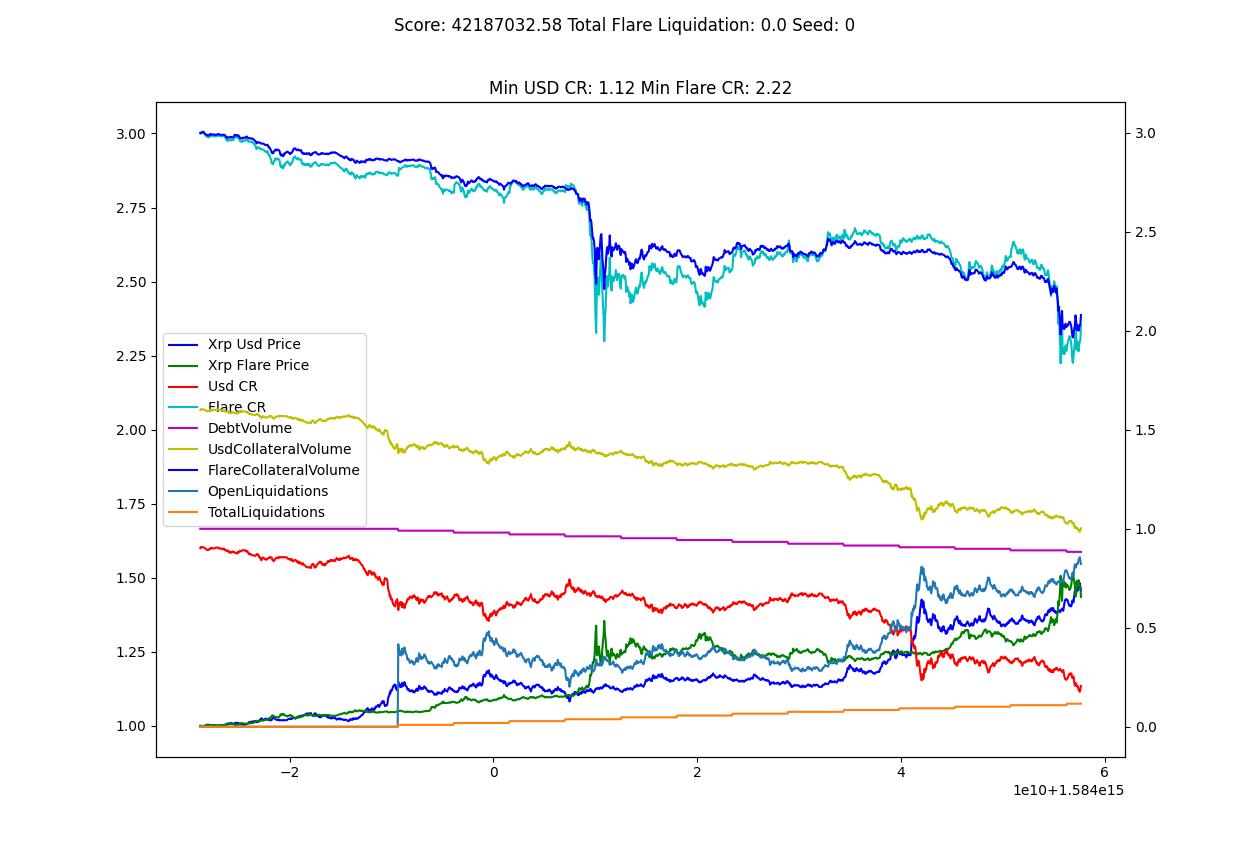 Score: 42187032.58 Total Flare Liquidation: 0.0 Seed: 0
Min USD CR: 1.12 Min Flare CR: 2.22
3.00
2.75
2.50
2.25
2.00
1.75
1.50
1.25
1.00
3.0
2.5
2.0
1.5
1.0
0.5
0.0
Xrp Usd Price
Xrp Flare Price
Usd CR
Flare CR
DebtVolume
UsdCollateralVolume
FlareCollateralVolume
OpenLiquidations
TotalLiquidations
−2 0 2 4 6
1e10+1.584e15